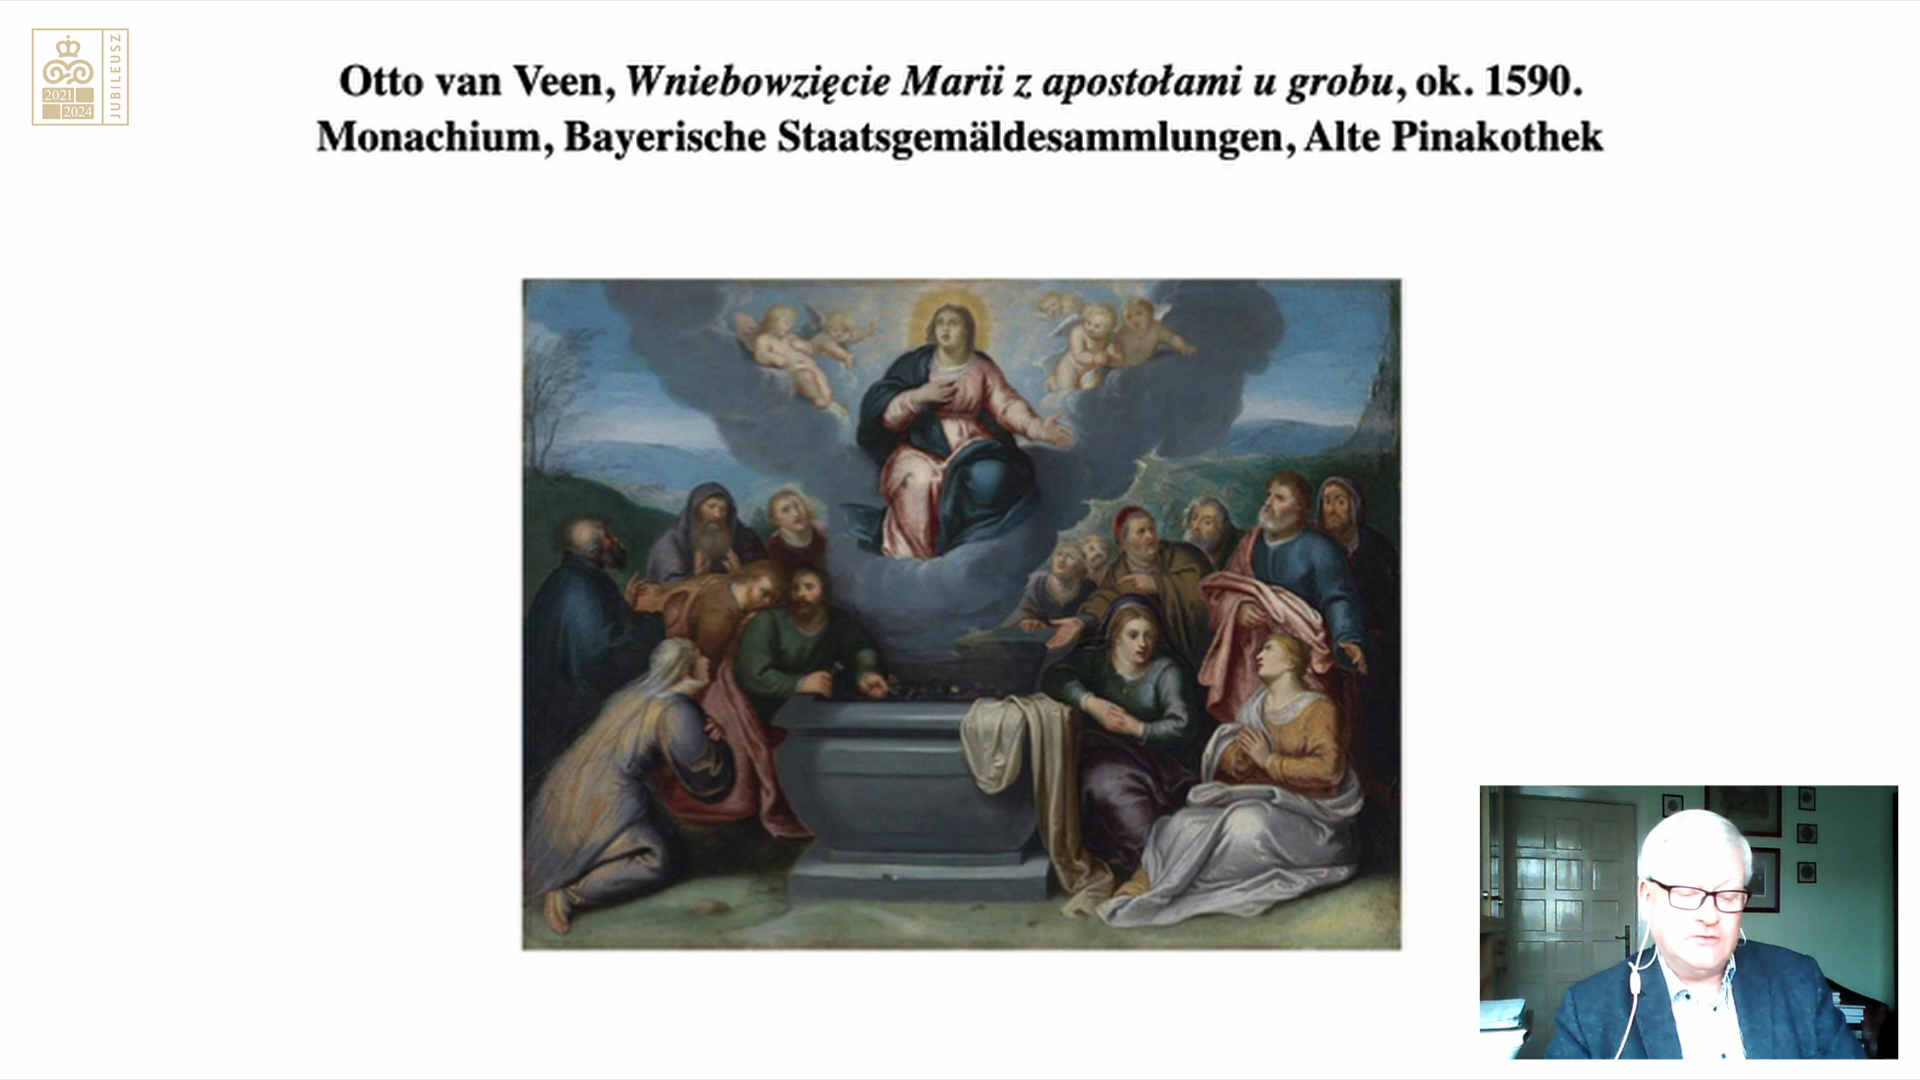 2021
2024
JUBILEUSZ
Otto van Veen, Wniebowzięcie Marii z apostołami u grobu, ok. 1590.
Monachium, Bayerische Staatsgemäldesammlungen, Alte Pinakothek